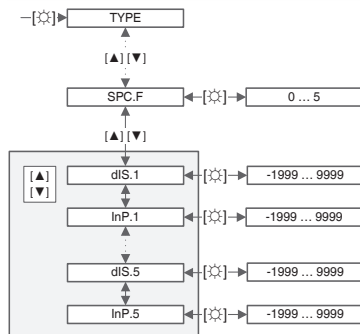 [☼] TYPE
[▲] [▼]
SPC.F [☼] 0 … 5
[▲] [▼]
[▲]
[▼]
dIS.1 [☼] -1999 … 9999
InP.1 [☼] -1999 … 9999
dIS.5 [☼] -1999 … 9999
InP.5 [☼] -1999 … 9999